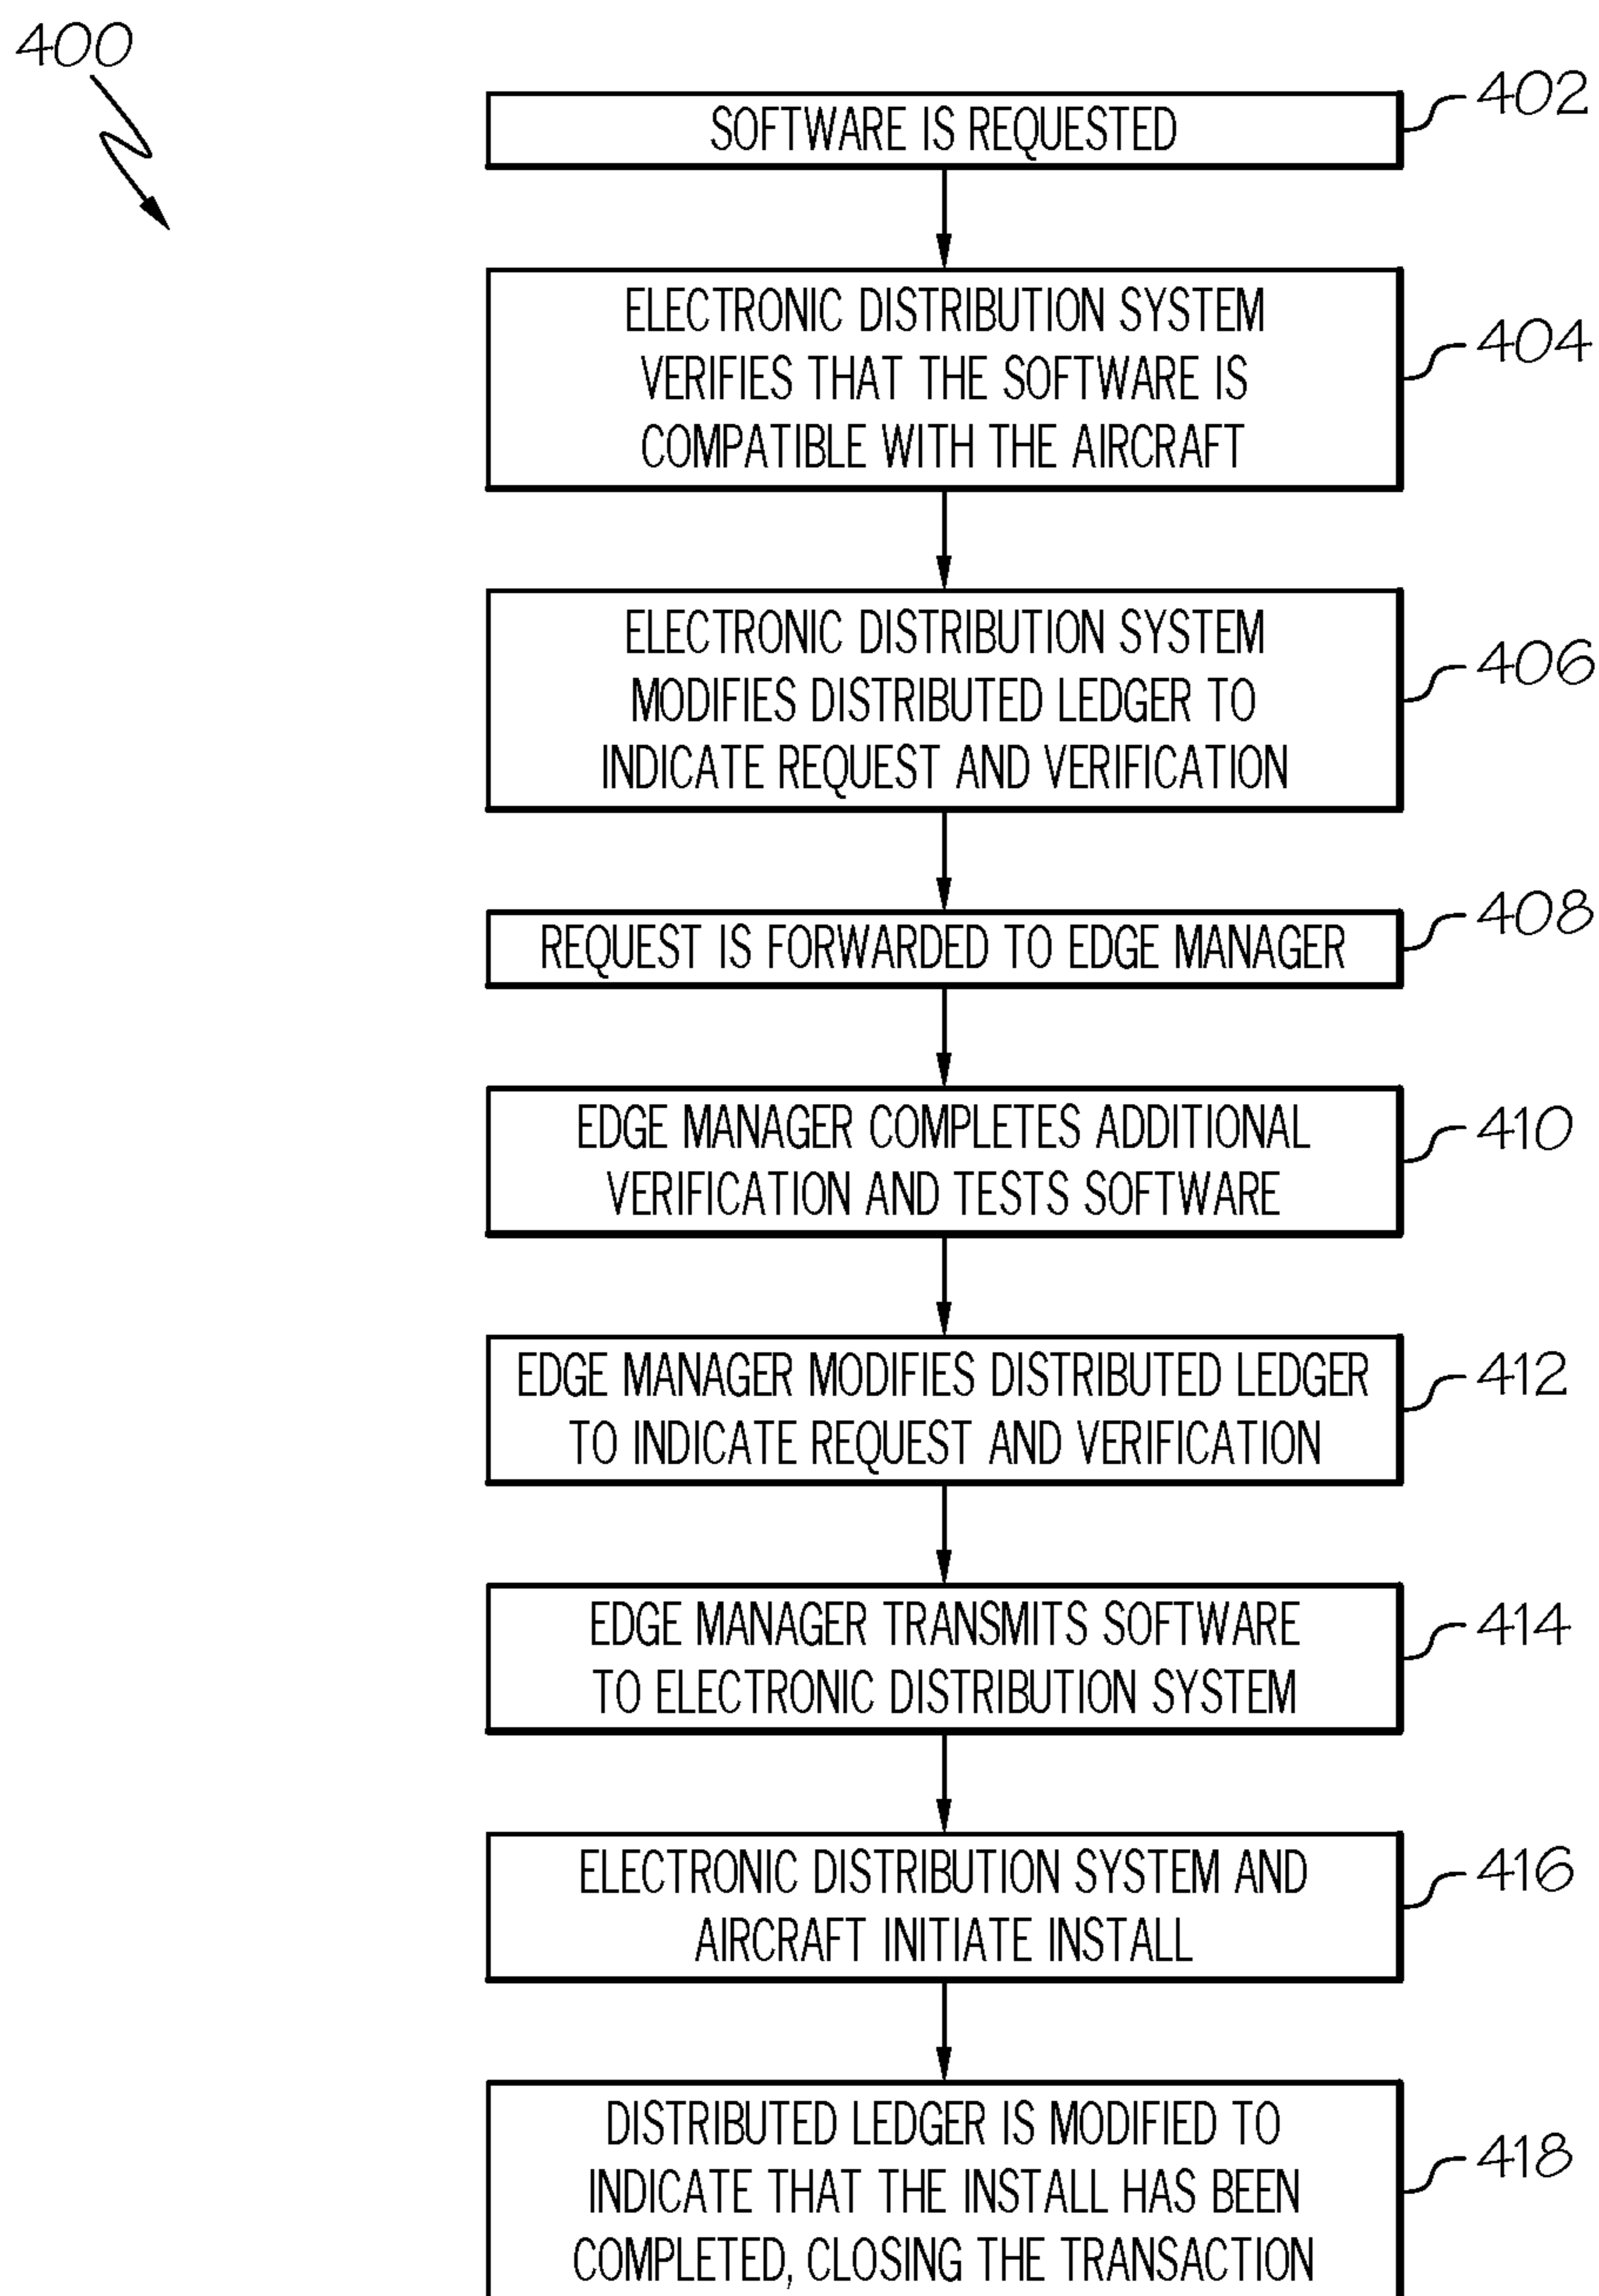 400
SOFTWARE IS REQUESTED
402
ELECTRONIC DISTRIBUTION SYSTEM
VERIFIES THAT THE SOFTWARE IS
COMPATIBLE WITH THE AIRCRAFT
404
ELECTRONIC DISTRIBUTION SYSTEM
MODIFIES DISTRIBUTED LEDGER TO
INDICATE REQUEST AND VERIFICATION
406
REQUEST IS FORWARDED TO EDGE MANAGER
408
EDGE MANAGER COMPLETES ADDITIONAL
VERIFICATION AND TESTS SOFTWARE
410
EDGE MANAGER MODIFIES DISTRIBUTED LEDGER
TO INDICATE REQUEST AND VERIFICATION
412
EDGE MANAGER TRANSMITS SOFTWARE
TO ELECTRONIC DISTRIBUTION SYSTEM
414
ELECTRONIC DISTRIBUTION SYSTEM AND
AIRCRAFT INITIATE INSTALL
416
DISTRIBUTED LEDGER IS MODIFIED TO
INDICATE THAT THE INSTALL HAS BEEN
COMPLETED, CLOSING THE TRANSACTION
418